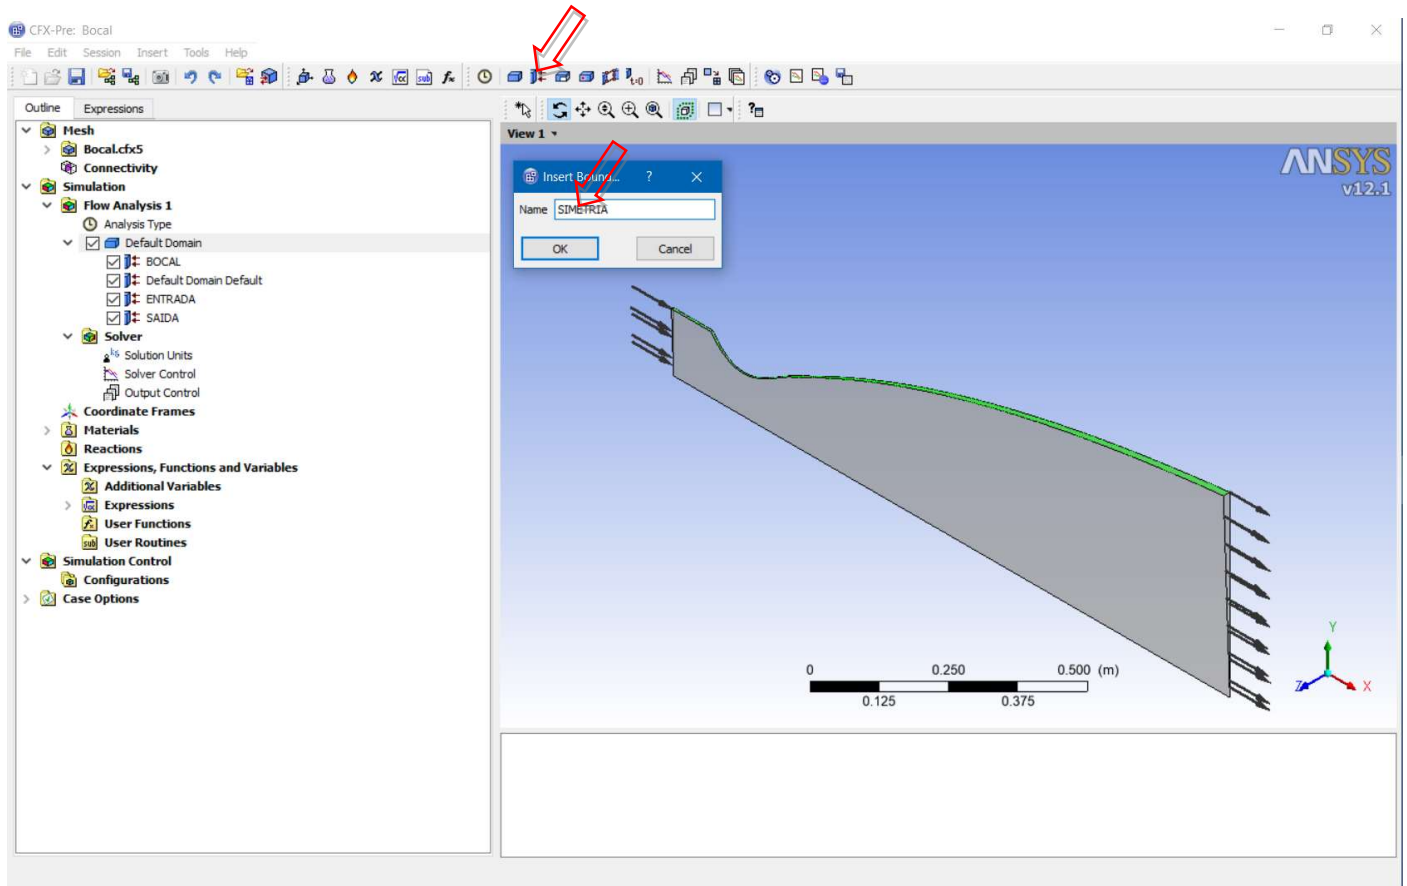 CFX-Pre: Bocal
File Edit Session Insert Tools Help
Outline Expressions
Mesh
Bocal.cfx5
Connectivity
Simulation
Flow Analysis 1
Analysis Type
Default Domain
BOCAL
Default Domain Default
ENTRADA
SAIDA
Solver
Solution Units
Solver Control
Output Control
Coordinate Frames
Materials
Reactions
Expressions, Functions and Variables
Additional Variables
Expressions
User Functions
User Routines
Simulation Control
Configurations
Case Options
View 1
ANSYS
v12.1
Insert Bound... ?
Name SIMETRIA
OK Cancel
0 0.250 0.500 (m)
0.125 0.375
Y
Z X